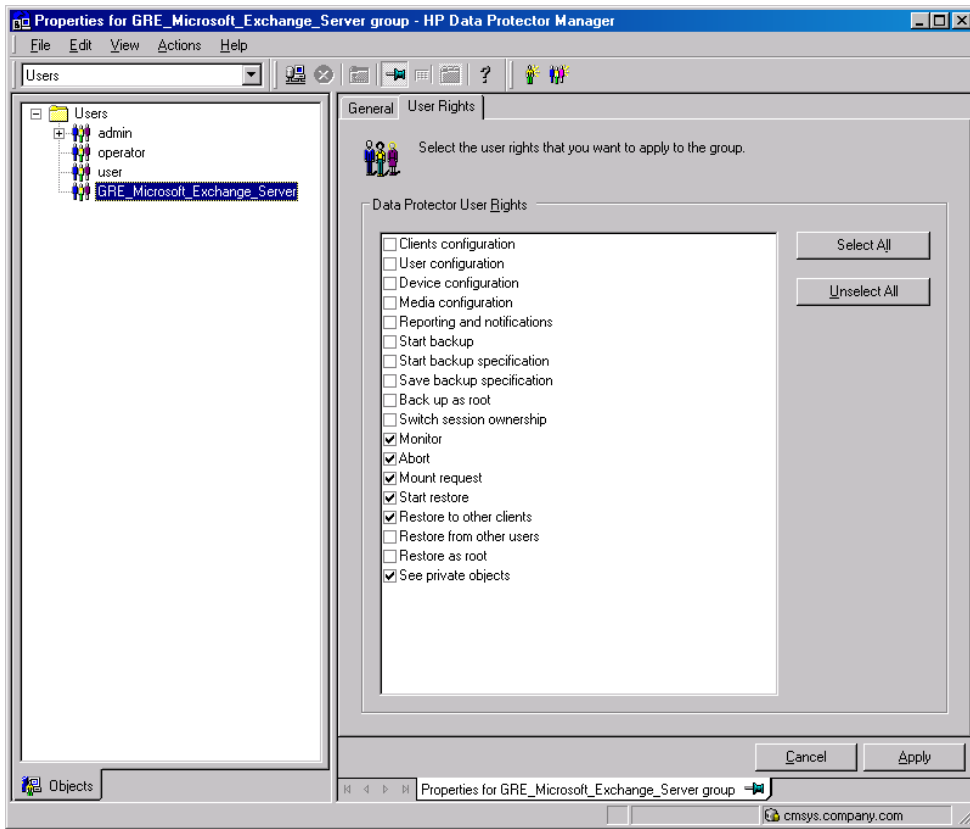 Properties for GRE_Microsoft_Exchange_Server group - HP Data Protector Manager
File Edit View Actions Help
Users
Users
admin
operator
user
GRE_Microsoft_Exchange_Server
Objects
General User Rights
Select the user rights that you want to apply to the group.
Data Protector User Rights
Clients configuration
User configuration
Device configuration
Media configuration
Reporting and notifications
Start backup
Start backup specification
Save backup specification
Back up as root
Switch session ownership
Monitor
Abort
Mount request
Start restore
Restore to other clients
Restore from other users
Restore as root
See private objects
Select All
Unselect All
Cancel Apply
Properties for GRE_Microsoft_Exchange_Server group
cmsys.company.com